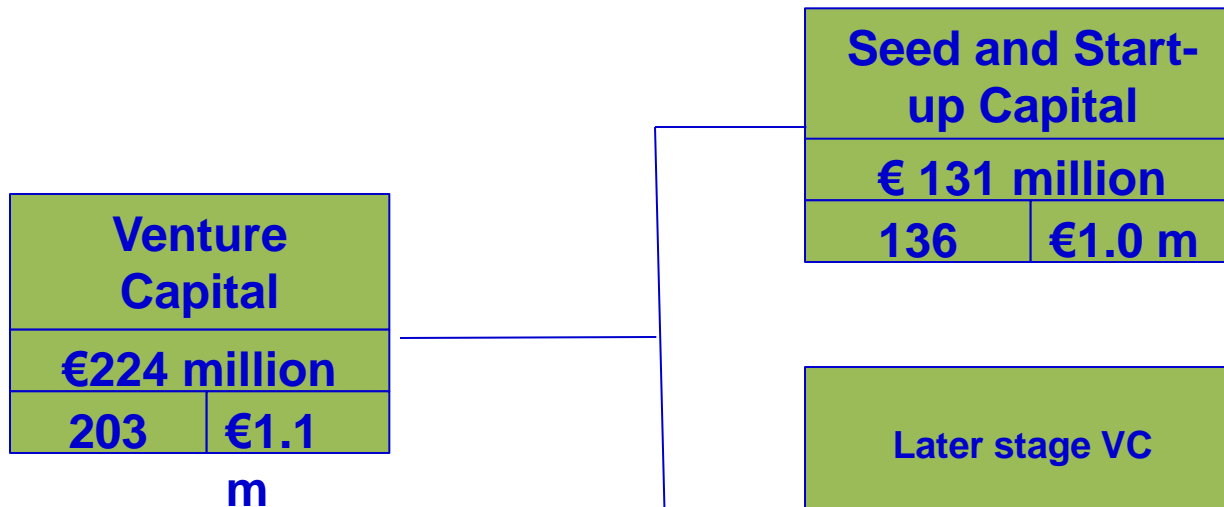 Seed and Start-
up Capital
€ 131 million
136 €1.0 m
Venture
Capital
€224 million
203 €1.1
m
Later stage VC